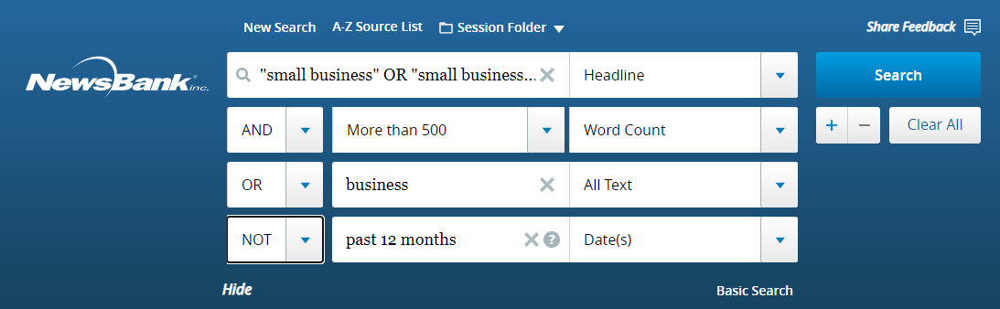 New Search A-Z Source List Session Folder Share Feedback
NewsBank inc.
"small business" OR "small business... Headline Search
AND More than 500 Word Count + − Clear All
OR business All Text
NOT past 12 months ? Date(s)
Hide Basic Search